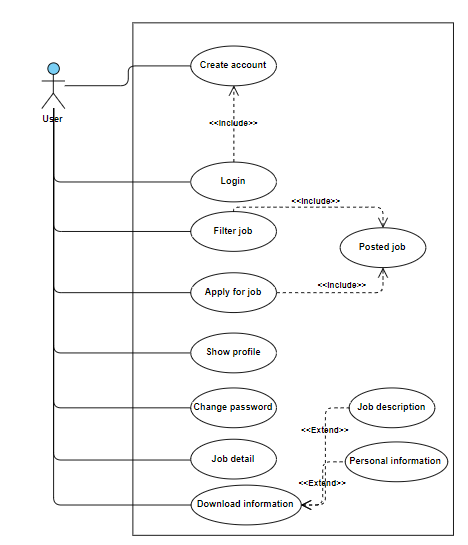 Create account
User
<<Include>>
Login
<<Include>>
Filter job
Posted job
Apply for job
<<Include>>
Show profile
Change password
Job description
<<Extend>>
Job detail
Personal information
<<Extend>>
Download information